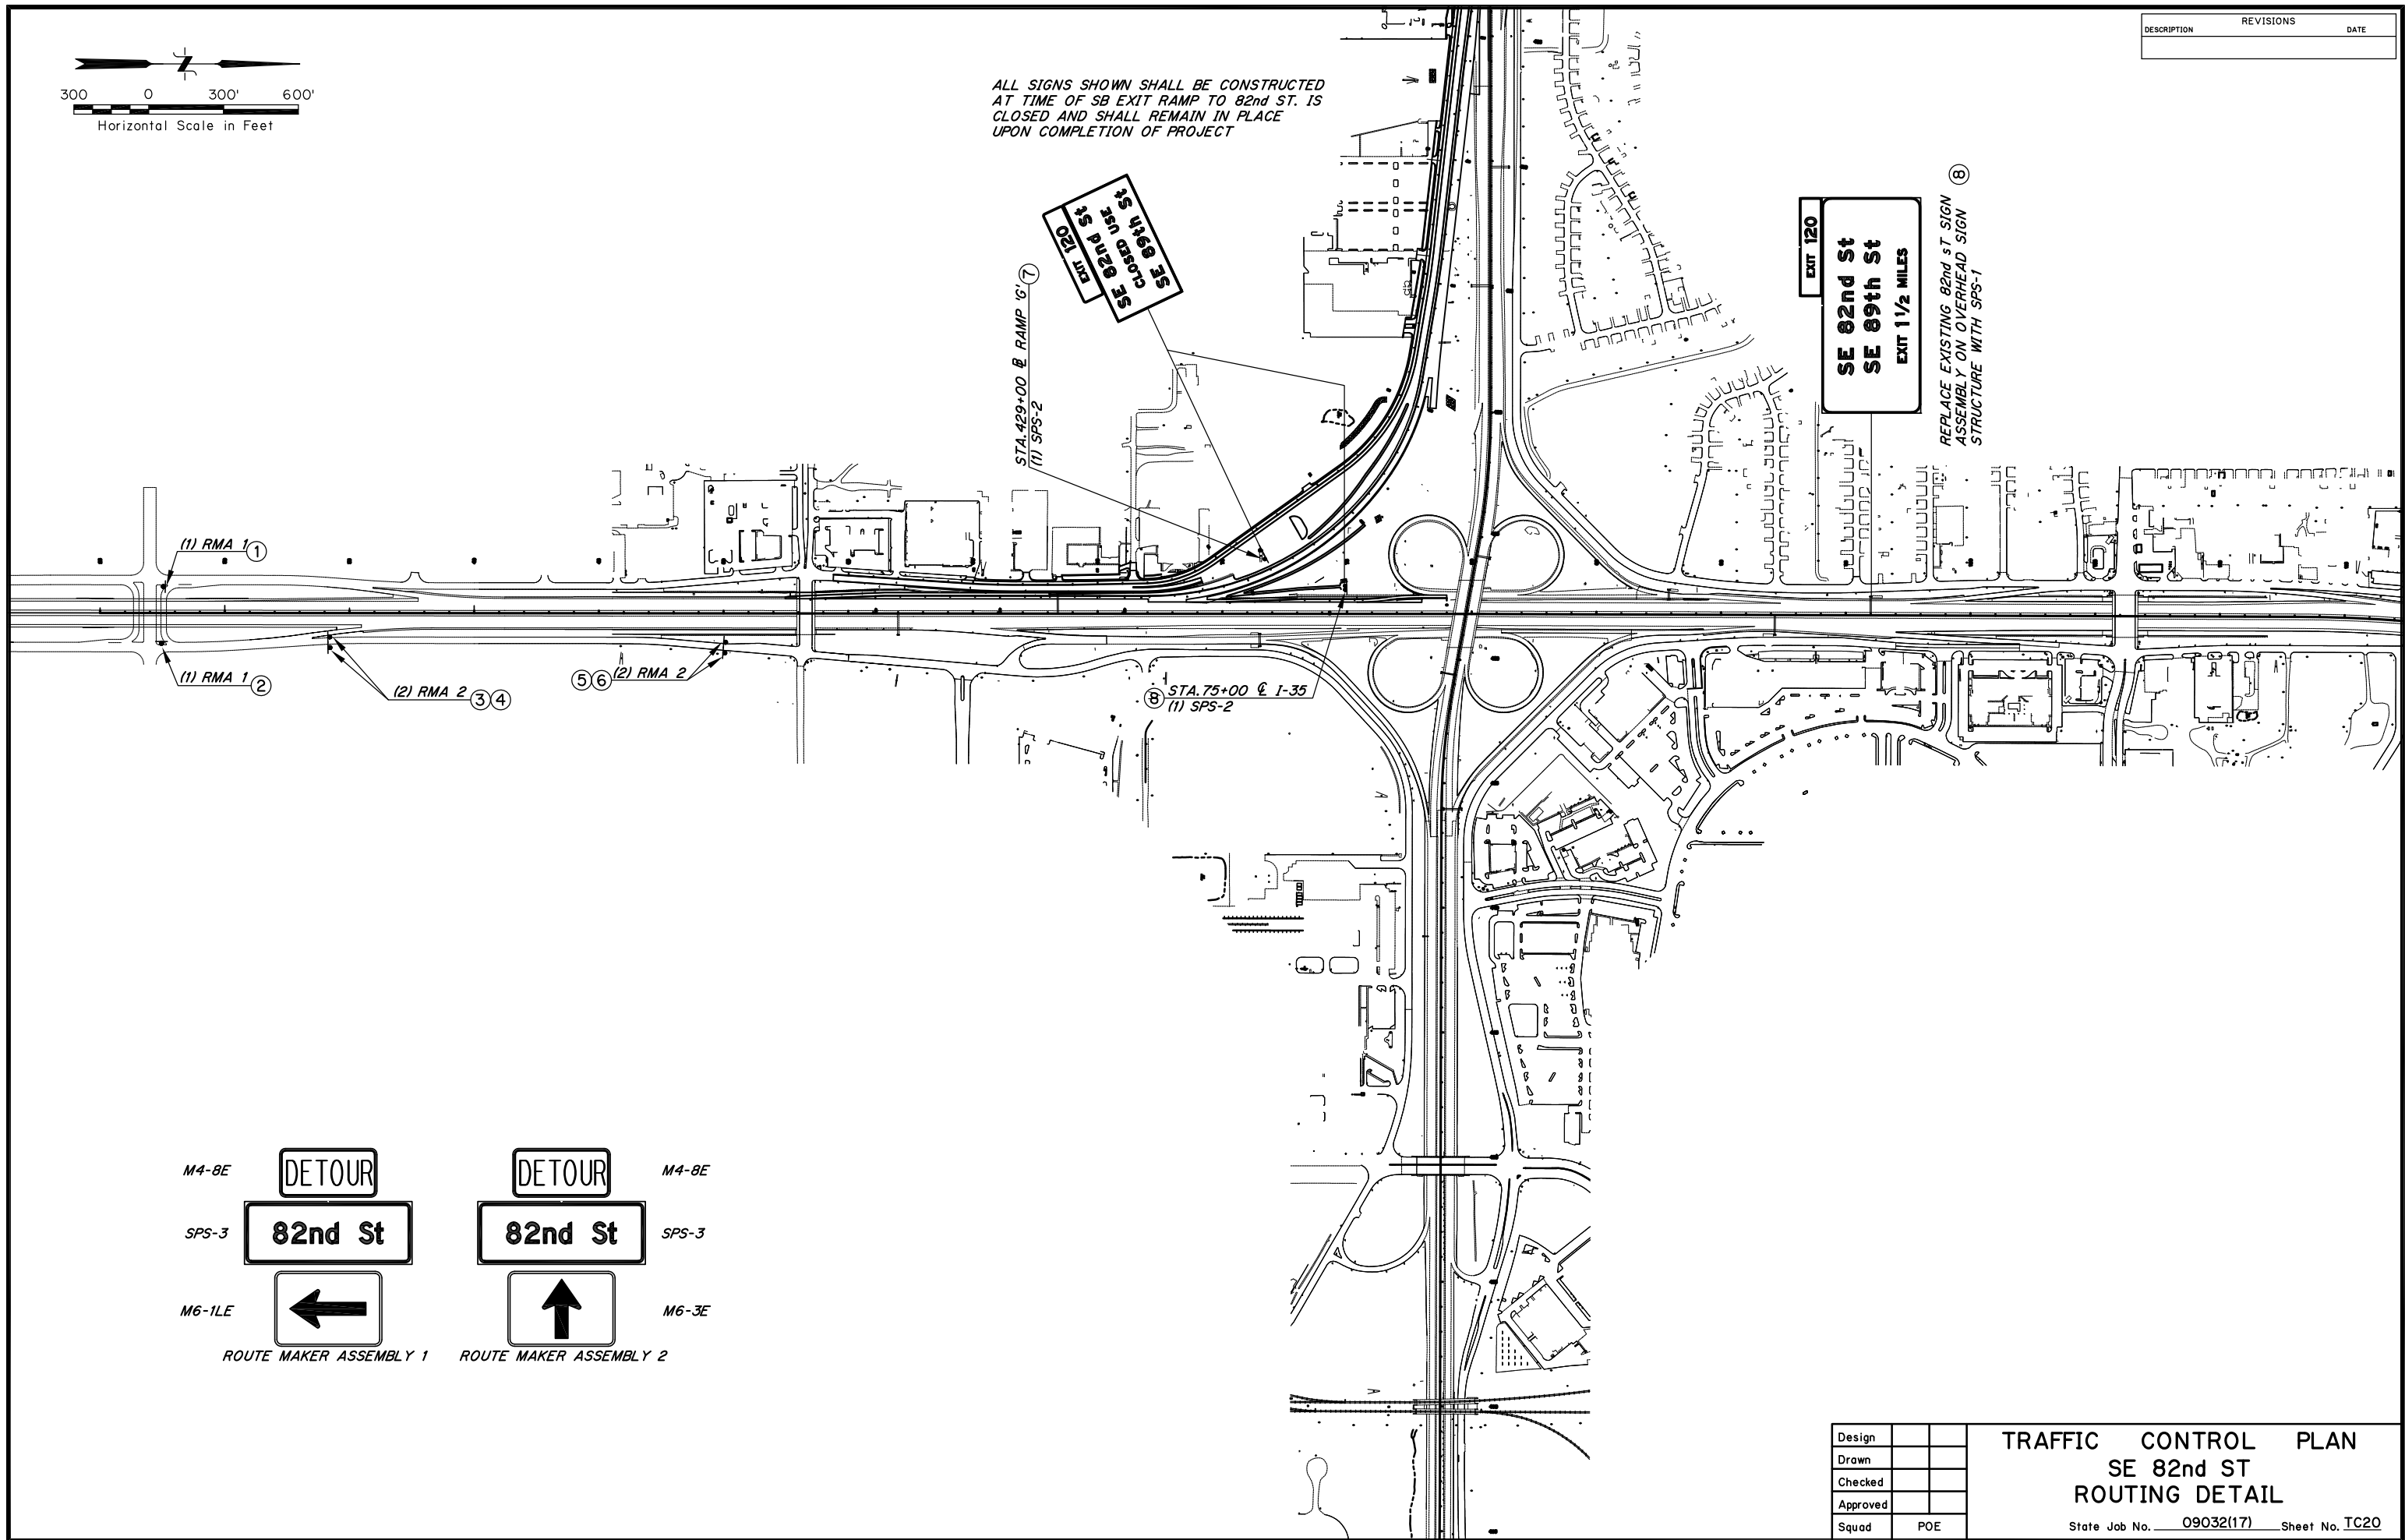 REVISIONS
DESCRIPTION DATE
300 0 300' 600'
Horizontal Scale in Feet
ALL SIGNS SHOWN SHALL BE CONSTRUCTED
AT TIME OF SB EXIT RAMP TO 82nd ST. IS
CLOSED AND SHALL REMAIN IN PLACE
UPON COMPLETION OF PROJECT
EXIT 120
SE 82nd St
CLOSED USE
SE 89th St
STA.429+00 ⅊ RAMP 'G' 7
(1) SPS-2
EXIT 120
SE 82nd St
SE 89th St
EXIT 1 1/2 MILES
REPLACE EXISTING 82nd sT SIGN 8
ASSEMBLY ON OVERHEAD SIGN
STRUCTURE WITH SPS-1
(1) RMA 1 1
(1) RMA 1 2
(2) RMA 2 3 4
5 6 (2) RMA 2
8 STA.75+00 ℄ I-35
(1) SPS-2
M4-8E DETOUR DETOUR M4-8E
SPS-3 82nd St 82nd St SPS-3
M6-1LE M6-3E
ROUTE MAKER ASSEMBLY 1 ROUTE MAKER ASSEMBLY 2
Design
Drawn
Checked
Approved
Squad POE
TRAFFIC CONTROL PLAN
SE 82nd ST
ROUTING DETAIL
State Job No. 09032(17) Sheet No. TC20